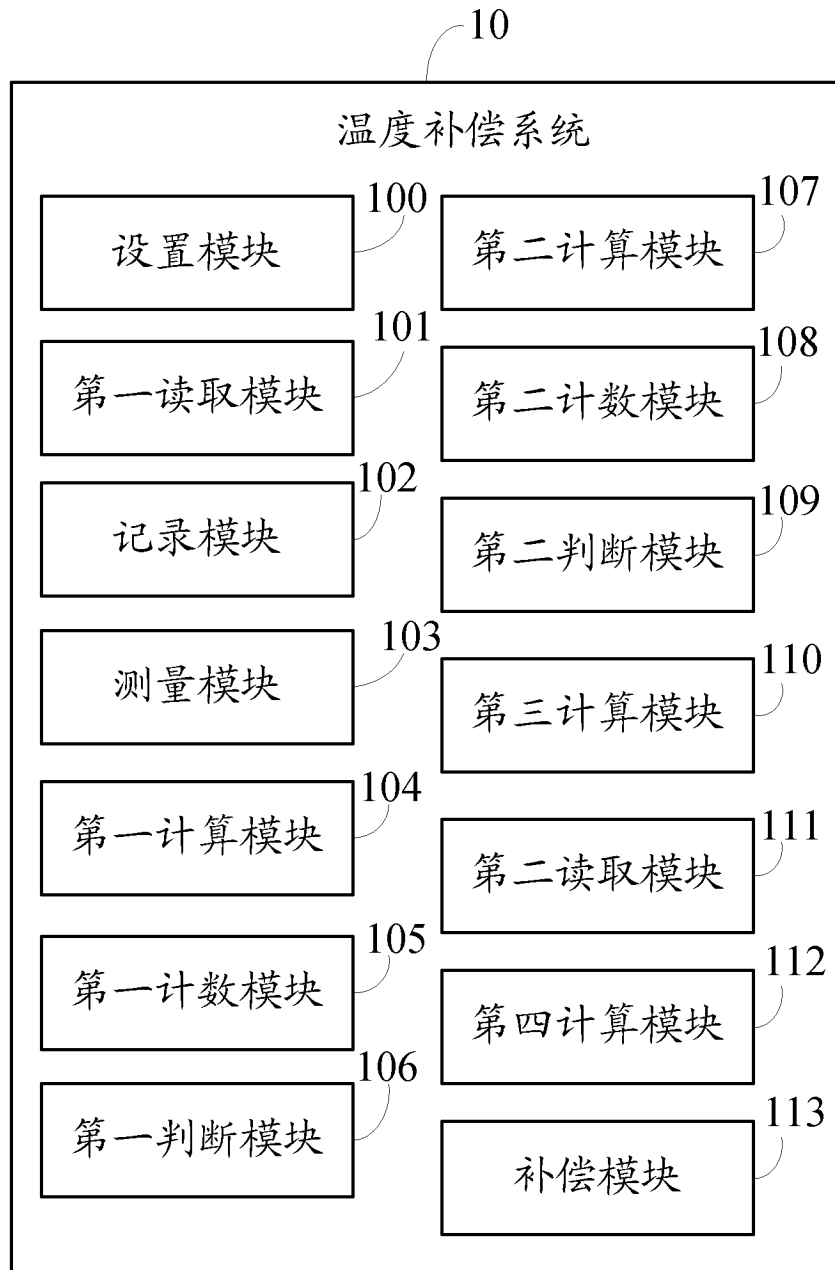 10
温度补偿系统
设置模块
100
第一读取模块
101
记录模块
102
测量模块
103
第一计算模块
104
第一计数模块
105
第一判断模块
106
第二计算模块
107
第二计数模块
108
第二判断模块
109
第三计算模块
110
第二读取模块
111
第四计算模块
112
补偿模块
113